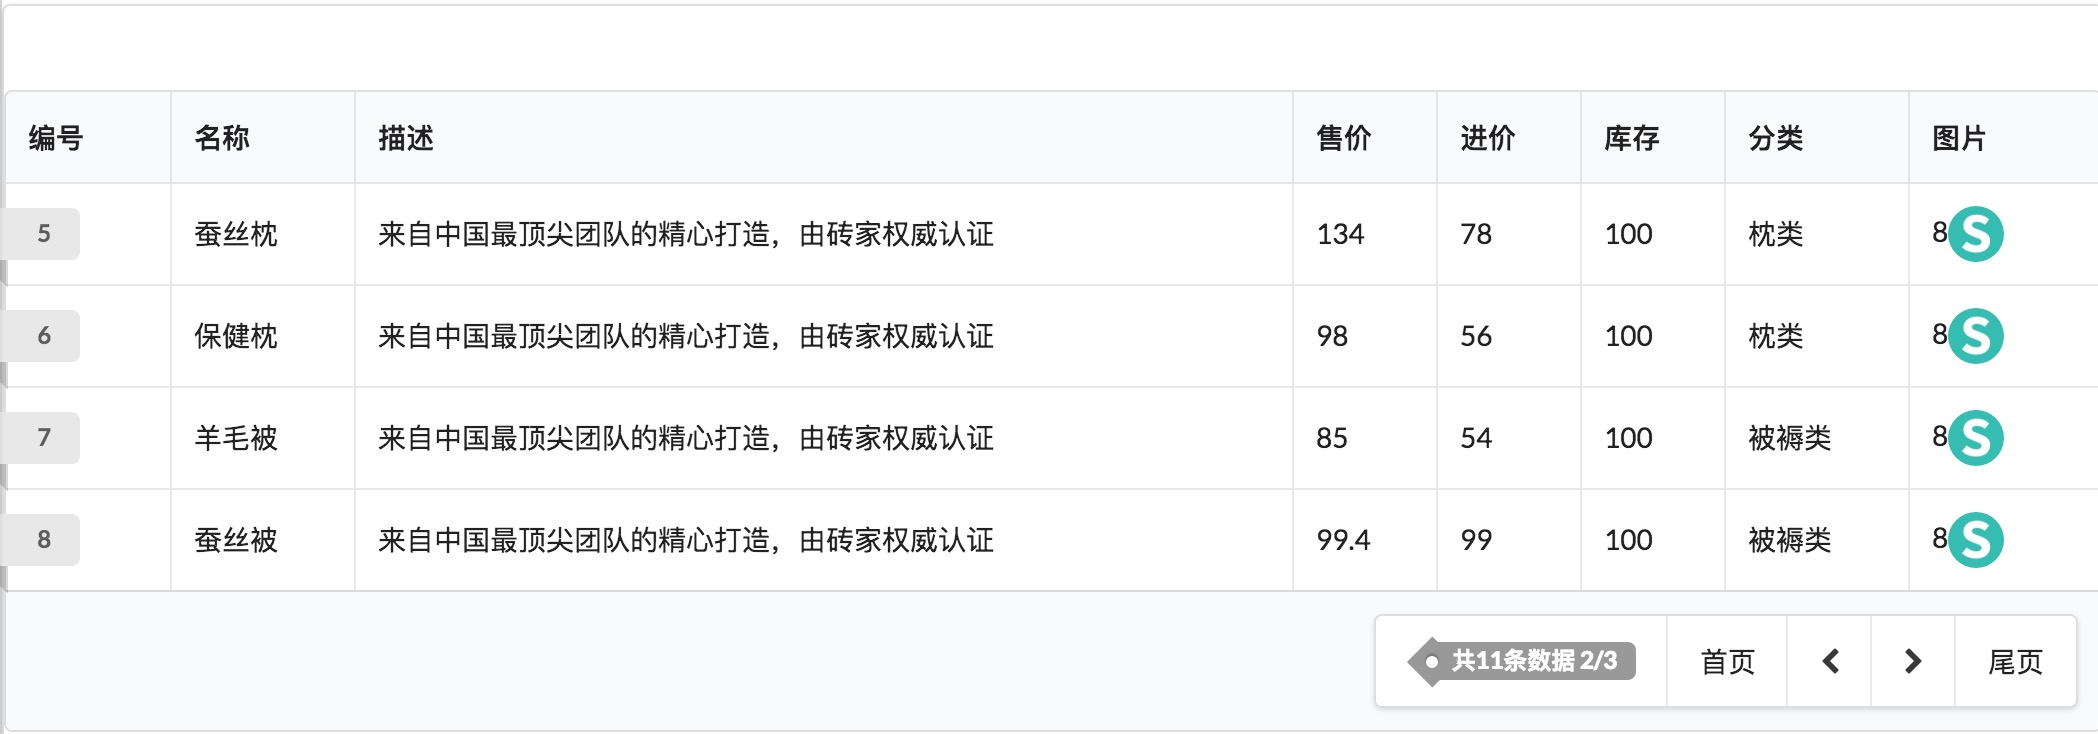 编号 名称 描述 售价 进价 库存 分类 图片
5 蚕丝枕 来自中国最顶尖团队的精心打造，由砖家权威认证 134 78 100 枕类 8 S
6 保健枕 来自中国最顶尖团队的精心打造，由砖家权威认证 98 56 100 枕类 8 S
7 羊毛被 来自中国最顶尖团队的精心打造，由砖家权威认证 85 54 100 被褥类 8 S
8 蚕丝被 来自中国最顶尖团队的精心打造，由砖家权威认证 99.4 99 100 被褥类 8 S
共11条数据 2/3 首页 尾页